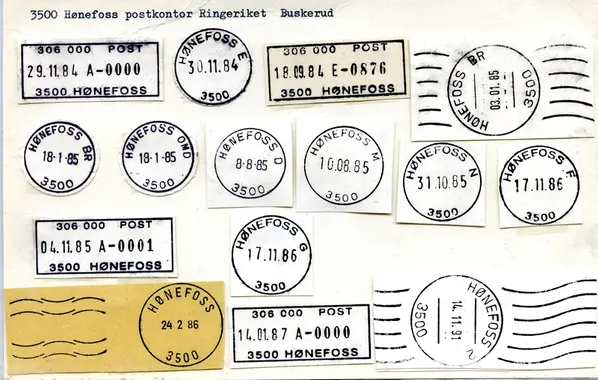 3500 Hønefoss postkontor Ringeriket Buskerud
306 000 POST
29.11.84 A-0000
3500 HØNEFOSS
HØNEFOSS E
30.11.84
3500
306 000 POST
18.09.84 E-0876
3500 HØNEFOSS
HØNEFOSS BR
03.01.85
3500
HØNEFOSS BR
18-1-85
3500
HØNEFOSS OMD
18-1-85
3500
HØNEFOSS D
8-8-85
3500
HØNEFOSS M
10.08.85
3500
HØNEFOSS N
31.10.85
3500
HØNEFOSS F
17.11.86
3500
306 000 POST
04.11.85 A-0001
3500 HØNEFOSS
HØNEFOSS G
17.11.86
3500
HØNEFOSS
24 2 86
3500
306 000 POST
14.01.87 A-0000
3500 HØNEFOSS
HØNEFOSS 2
14.11.91
3500